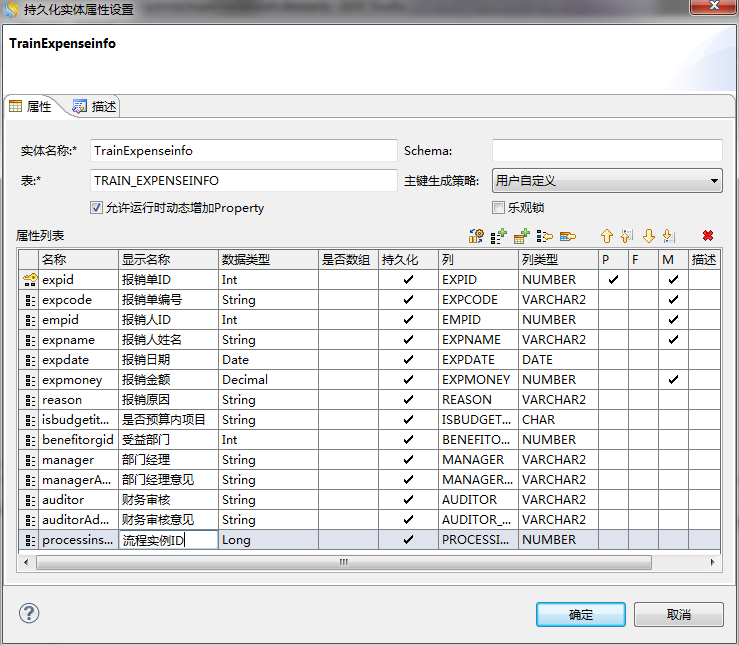 持久化实体属性设置
TrainExpenseinfo
属性 描述
实体名称:* TrainExpenseinfo Schema:
表:* TRAIN_EXPENSEINFO 主键生成策略: 用户自定义
允许运行时动态增加Property 乐观锁
属性列表
名称 显示名称 数据类型 是否数组 持久化 列 列类型 P F M 描述
expid 报销单ID Int EXPID NUMBER
expcode 报销单编号 String EXPCODE VARCHAR2
empid 报销人ID Int EMPID NUMBER
expname 报销人姓名 String EXPNAME VARCHAR2
expdate 报销日期 Date EXPDATE DATE
expmoney 报销金额 Decimal EXPMONEY NUMBER
reason 报销原因 String REASON VARCHAR2
isbudgetit... 是否预算内项目 String ISBUDGET... CHAR
benefitorgid 受益部门 Int BENEFITO... NUMBER
manager 部门经理 String MANAGER VARCHAR2
managerA... 部门经理意见 String MANAGER... VARCHAR2
auditor 财务审核 String AUDITOR VARCHAR2
auditorAd... 财务审核意见 String AUDITOR_... VARCHAR2
processins... 流程实例ID Long PROCESSI... NUMBER
确定 取消